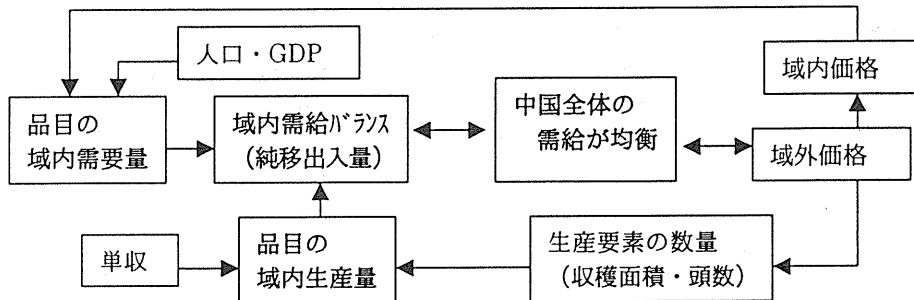 人口・GDP
域内価格
品目の
域内需要量
域内需給ﾊﾞﾗﾝｽ
(純移出入量)
中国全体の
需給が均衡
域外価格
単収
品目の
域内生産量
生産要素の数量
(収穫面積・頭数)